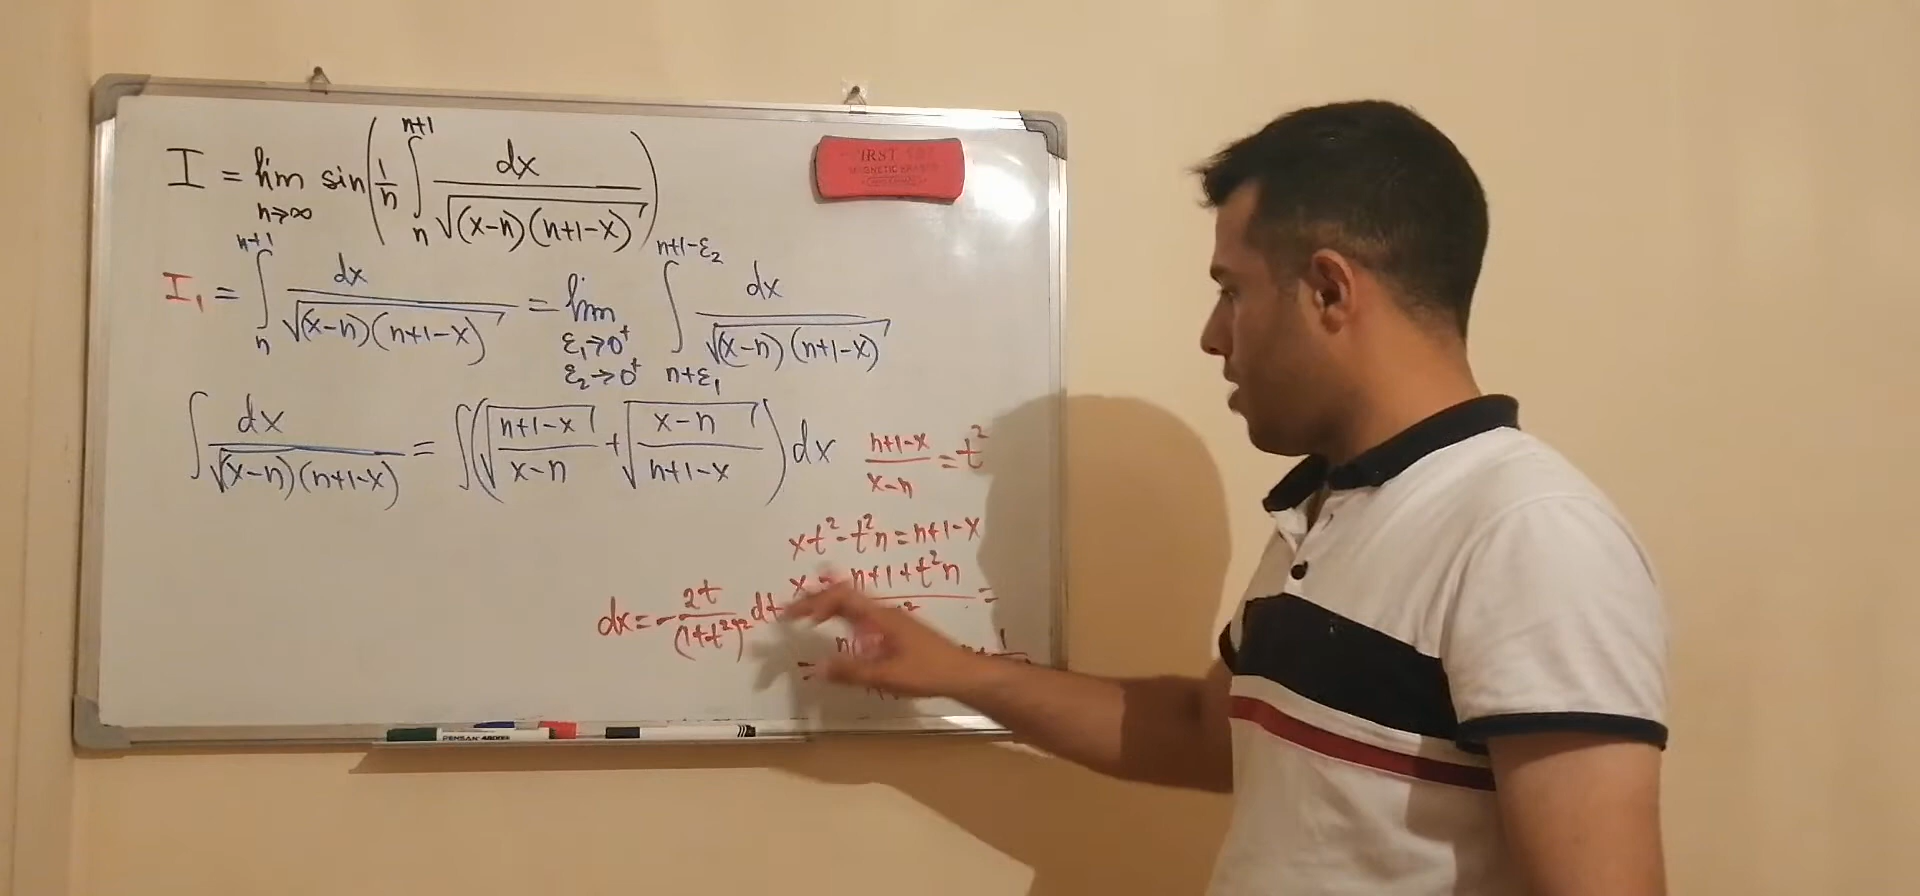 I = lim n→∞ sin(1/n ∫_n^{n+1} dx/√((x-n)(n+1-x)))
I₁ = ∫_n^{n+1} dx/√((x-n)(n+1-x)) = lim ε₁→0⁺ ε₂→0⁺ ∫_{n+ε₁}^{n+1-ε₂} dx/√((x-n)(n+1-x))
∫ dx/√((x-n)(n+1-x)) = ∫(√((n+1-x)/(x-n)) + √((x-n)/(n+1-x))) dx
(n+1-x)/(x-n) = t²
xt² - t²n = n+1-x
n+1+t²n =
dx = -2t/(1+t²)² dt
MAGNETIC
PENSAN